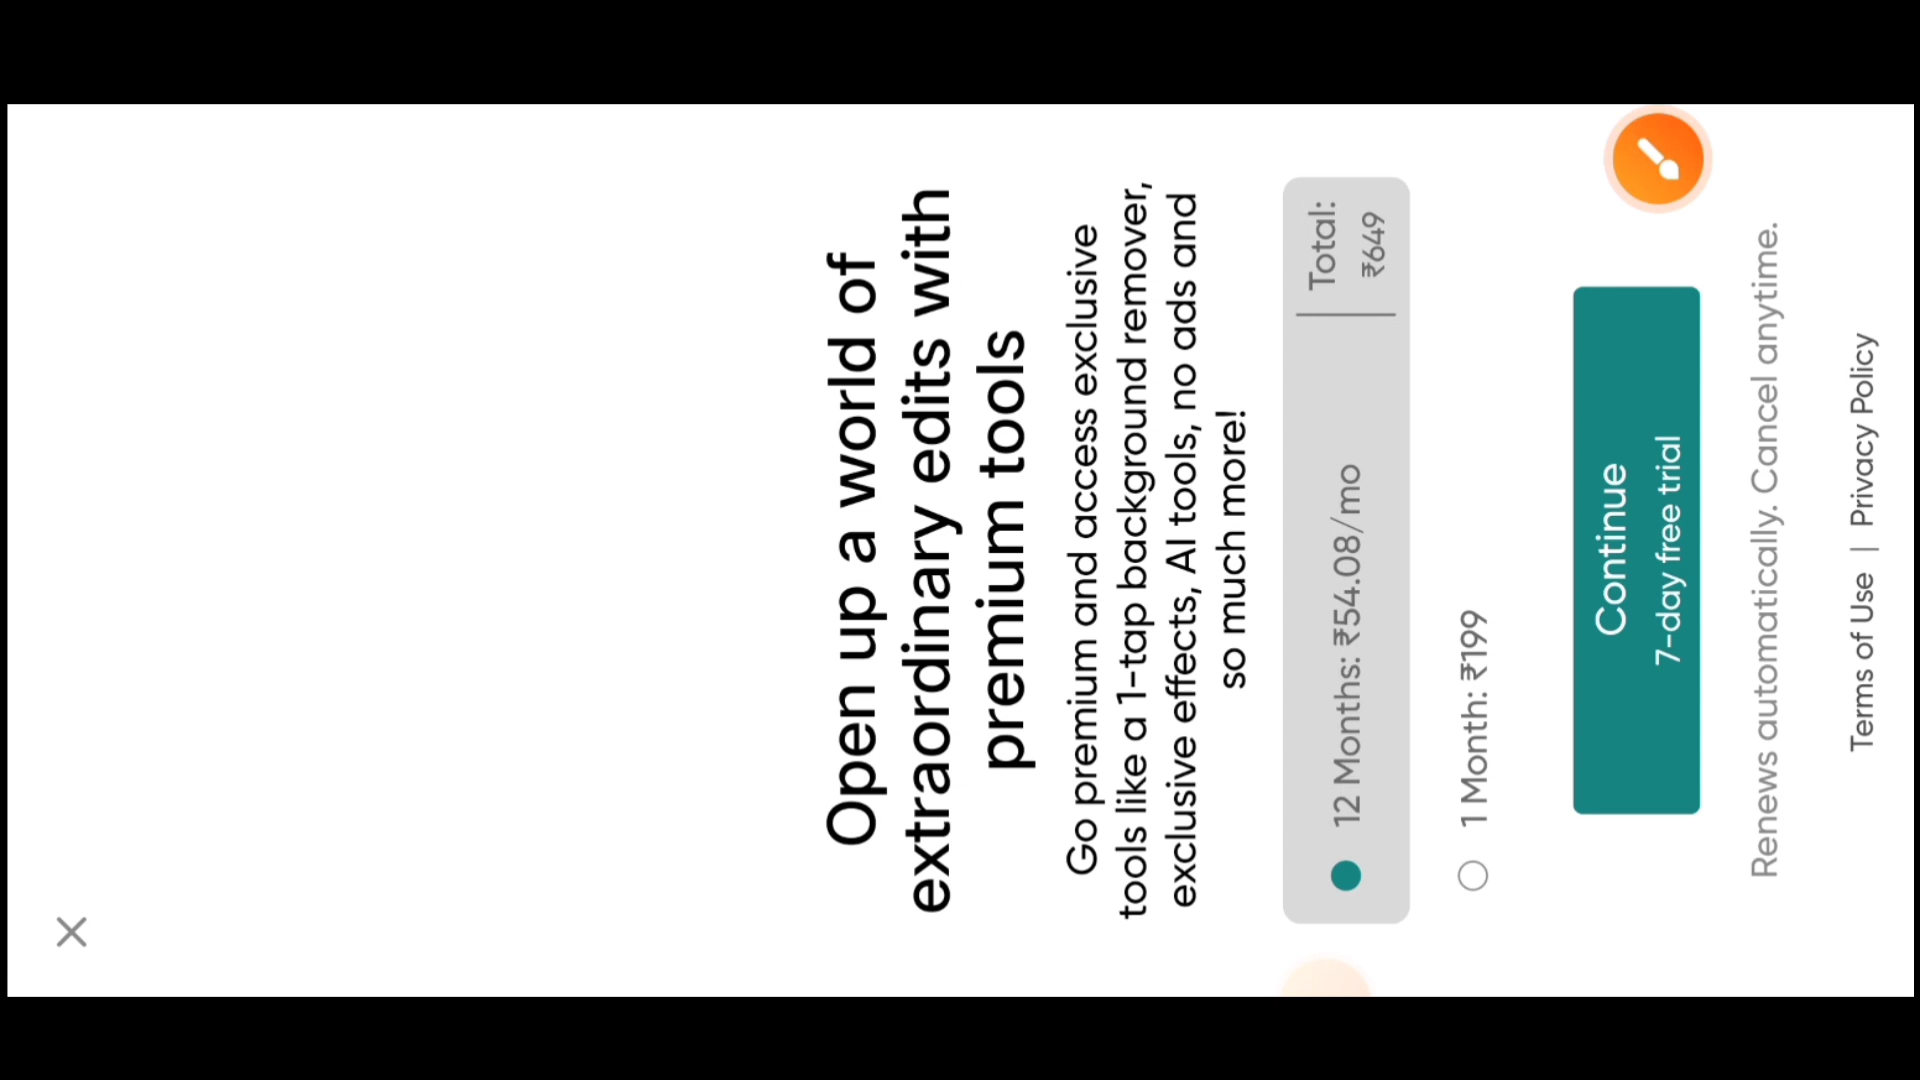 Open up a world of
extraordinary edits with
premium tools
Go premium and access exclusive
tools like a 1-tap background remover,
exclusive effects, AI tools, no ads and
so much more!
12 Months: ₹54.08/mo
Total:
₹649
1 Month: ₹199
Continue
7-day free trial
Renews automatically. Cancel anytime.
Terms of Use | Privacy Policy